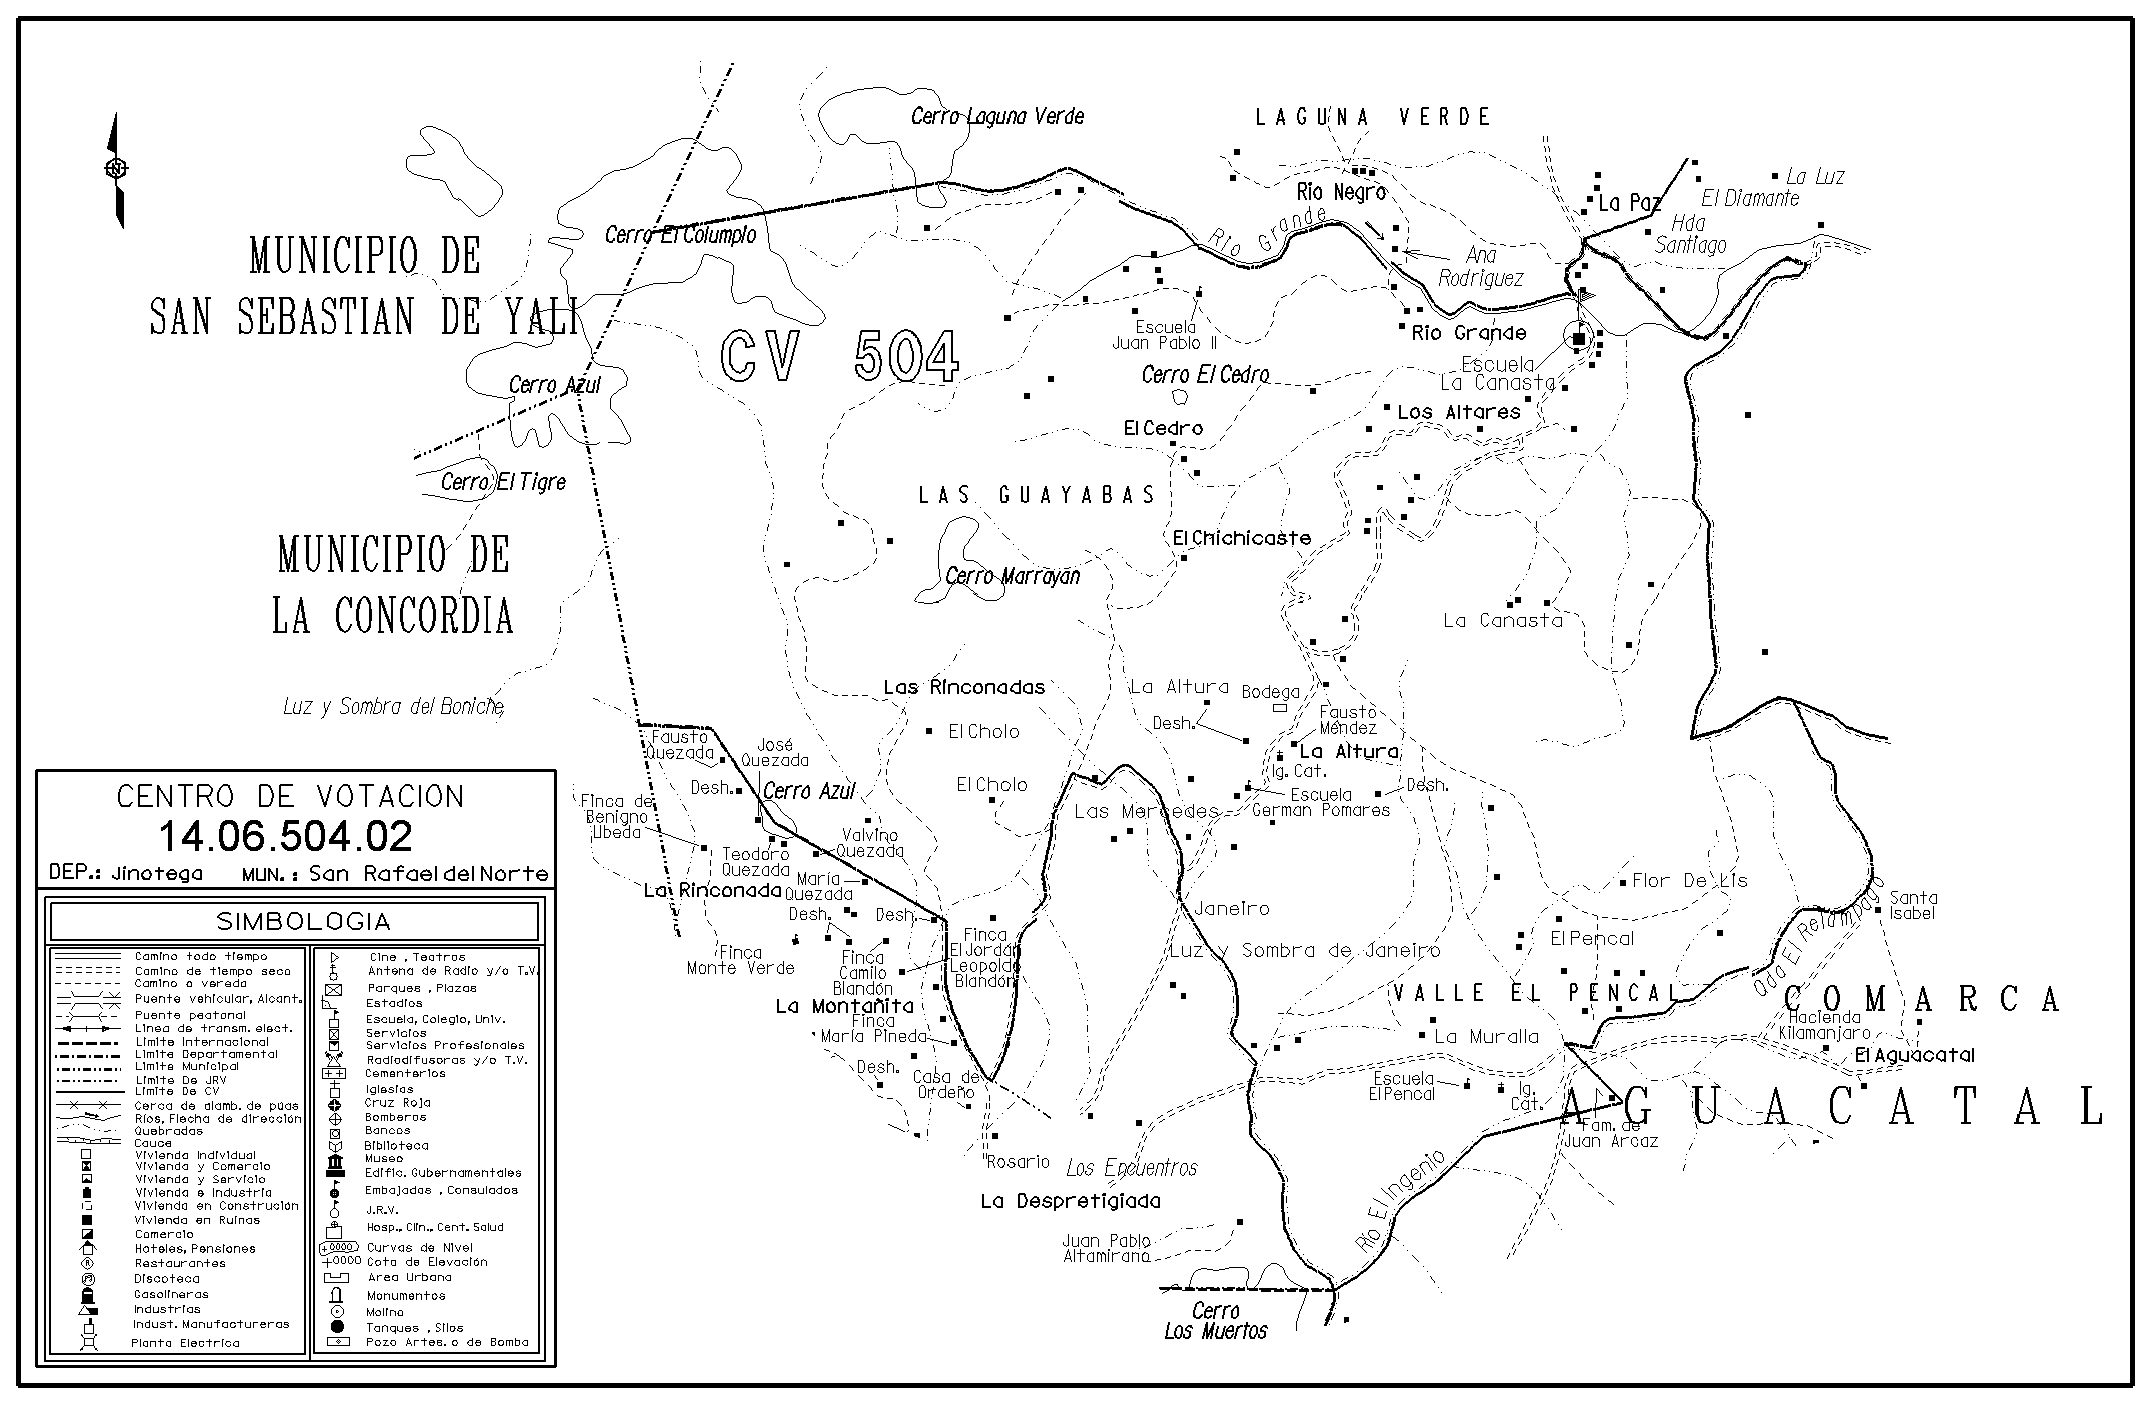 Cerro Laguna Verde
LAGUNA VERDE
N
Rio Negro
La Luz
El Diamante
La Paz
Hda
Santiago
Rio Grande
Ana
Rodriguez
Cerro El Columpio
MUNICIPIO DE
SAN SEBASTIAN DE YALI
CV 504
Escuela
Juan Pablo II
Rio Grande
Escuela
La Canasta
Cerro El Cedro
Cerro Azul
Los Altares
El Cedro
Cerro El Tigre
LAS GUAYABAS
El Chichicaste
MUNICIPIO DE
LA CONCORDIA
Cerro Marrayan
La Canasta
Luz y Sombra del Boniche
Las Rinconadas
La Altura
Bodega
Desh.
Fausto
Méndez
El Cholo
La Altura
Fausto
Quezada
José
Quezada
Ig. Cat.
Desh.
Cerro Azul
El Cholo
Desh.
Escuela
German Pomares
Las Mercedes
Finca de
Benigno
Ubeda
Valvino
Quezada
Teodoro
Quezada
María
Quezada
La Rinconada
Flor De Lis
Desh.
Desh.
Janeiro
Santa
Isabel
Qda El Relampago
Finca
El Jordán
Leopoldo
Blandón
El Pencal
Luz y Sombra de Janeiro
Finca
Monte Verde
Finca
Camilo
Blandón
VALLE EL PENCAL
COMARCA
La Montañita
Finca
María Pineda
Hacienda
Kilamanjaro
La Muralla
El Aguacatal
Desh.
Casa de
Ordeño
Escuela
El Pencal
Ig.
Cat.
AGUACATAL
Fam. de
Juan Arcaz
Rosario
Los Encuentros
La Despretigiada
Rio El Ingenio
Juan Pablo
Altamirano
Cerro
Los Muertos
CENTRO DE VOTACION
14.06.504.02
DEP.: Jinotega MUN.: San Rafael del Norte
SIMBOLOGIA
Camino todo tiempo
Camino de tiempo seco
Camino o vereda
Puente vehicular, Alcant.
Puente peatonal
Linea de transm. elect.
Limite Internacional
Limite Departamental
Limite Municipal
Limite De JRV
Limite De CV
Cerca de alamb. de púas
Ríos, Flecha de dirección
Quebradas
Cauce
Vivienda Individual
Vivienda y Comercio
Vivienda y Servicio
Vivienda e Industria
Vivienda en Construción
Vivienda en Ruinas
Comercio
Hoteles, Pensiones
Restaurantes
Discoteca
Gasolineras
Industrias
Indust. Manufactureras
Planta Electrica
Cine, Teatros
Antena de Radio y/o T.V.
Parques, Plazas
Estadios
Escuela, Colegio, Univ.
Servicios
Servicios Profesionales
Radiodifusoras y/o T.V.
Cementerios
Iglesias
Cruz Roja
Bomberos
Bancos
Biblioteca
Museo
Edific. Gubernamentales
Embajadas, Consulados
J.R.V.
Hosp., Clin., Cent. Salud
Curvas de Nivel
Cota de Elevación
Area Urbana
Monumentos
Molino
Tanques, Silos
Pozo Artes. o de Bomba